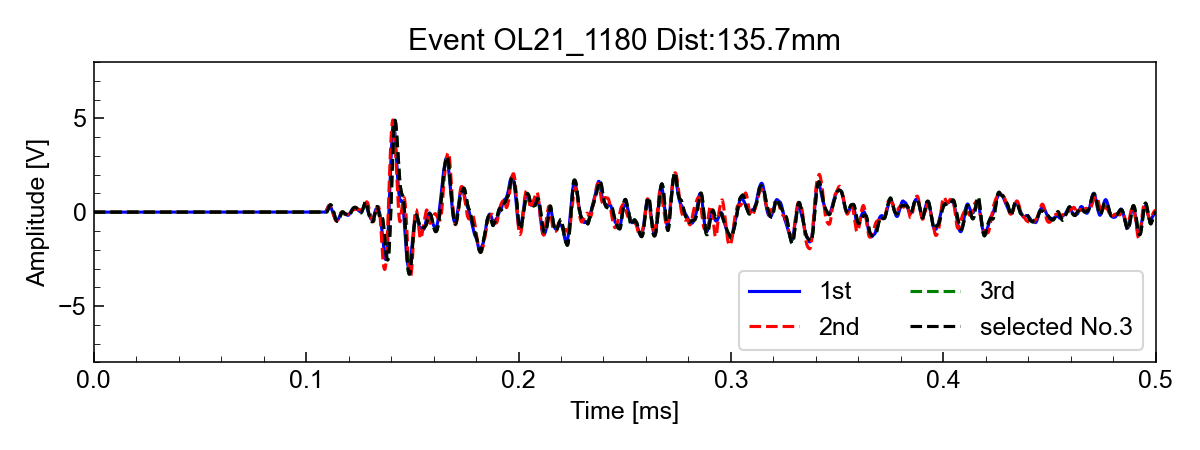 Event OL21_1180 Dist:135.7mm
Amplitude [V]
5
0
−5
1st
2nd
3rd
selected No.3
0.0 0.1 0.2 0.3 0.4 0.5
Time [ms]